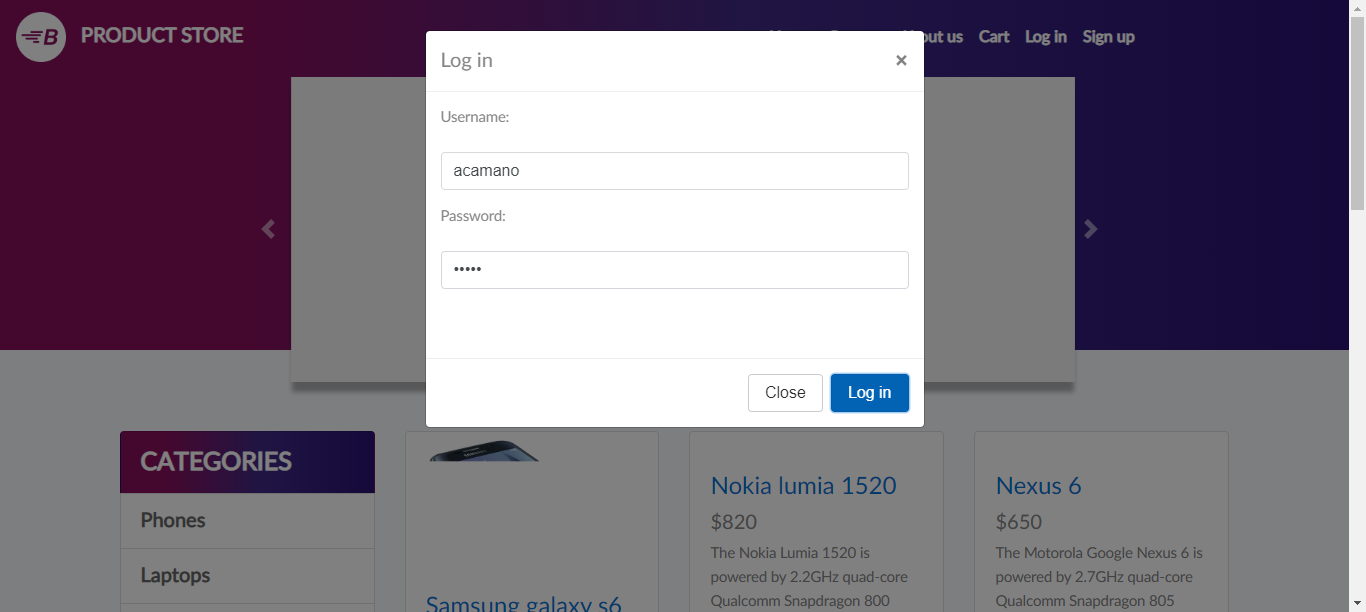 B PRODUCT STORE
out us Cart Log in Sign up
Log in ×
Username:
acamano
Password:
•••••
Close Log in
CATEGORIES
Phones
Laptops
Samsung galaxy s6
Nokia lumia 1520
$820
The Nokia Lumia 1520 is
powered by 2.2GHz quad-core
Qualcomm Snapdragon 800
Nexus 6
$650
The Motorola Google Nexus 6 is
powered by 2.7GHz quad-core
Qualcomm Snapdragon 805